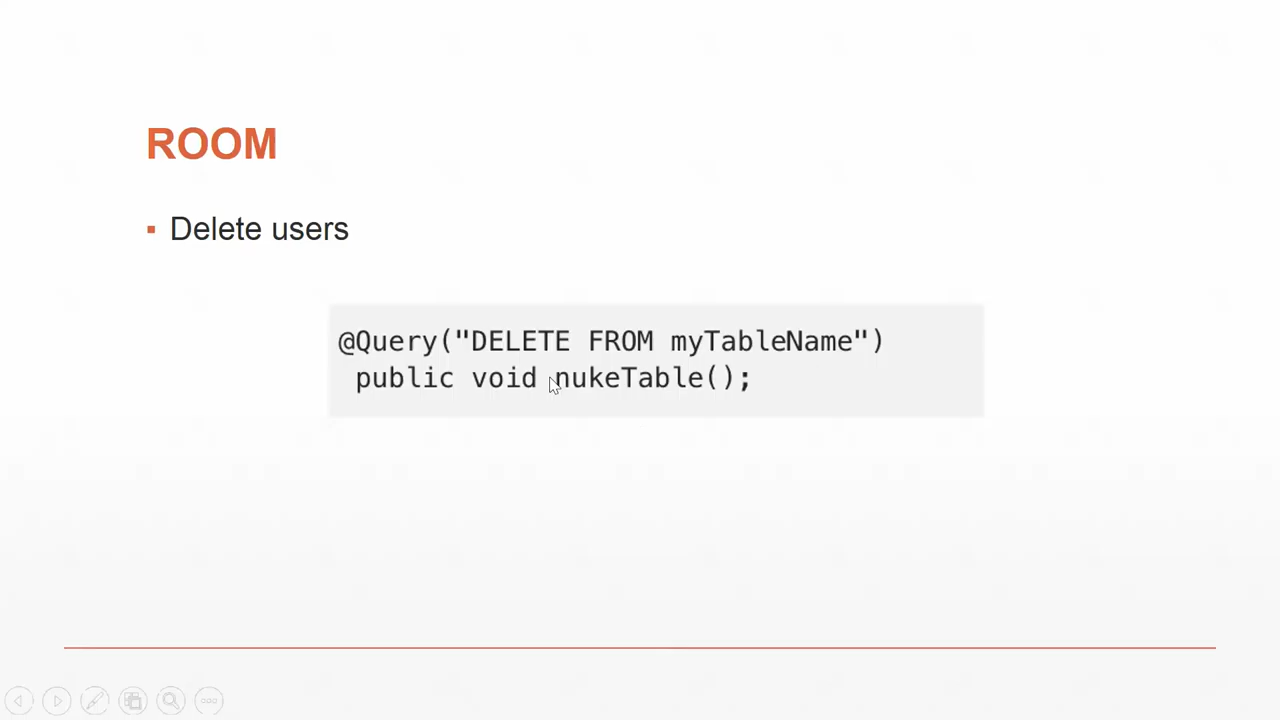 ROOM
▪ Delete users
@Query("DELETE FROM myTableName")
public void nukeTable();